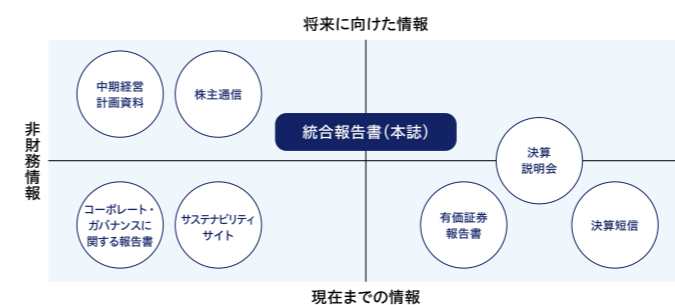 将来に向けた情報
中期経営
計画資料
株主通信
統合報告書(本誌)
非財務情報
決算
説明会
コーポレート・
ガバナンスに
関する報告書
サステナビリティ
サイト
有価証券
報告書
決算短信
現在までの情報